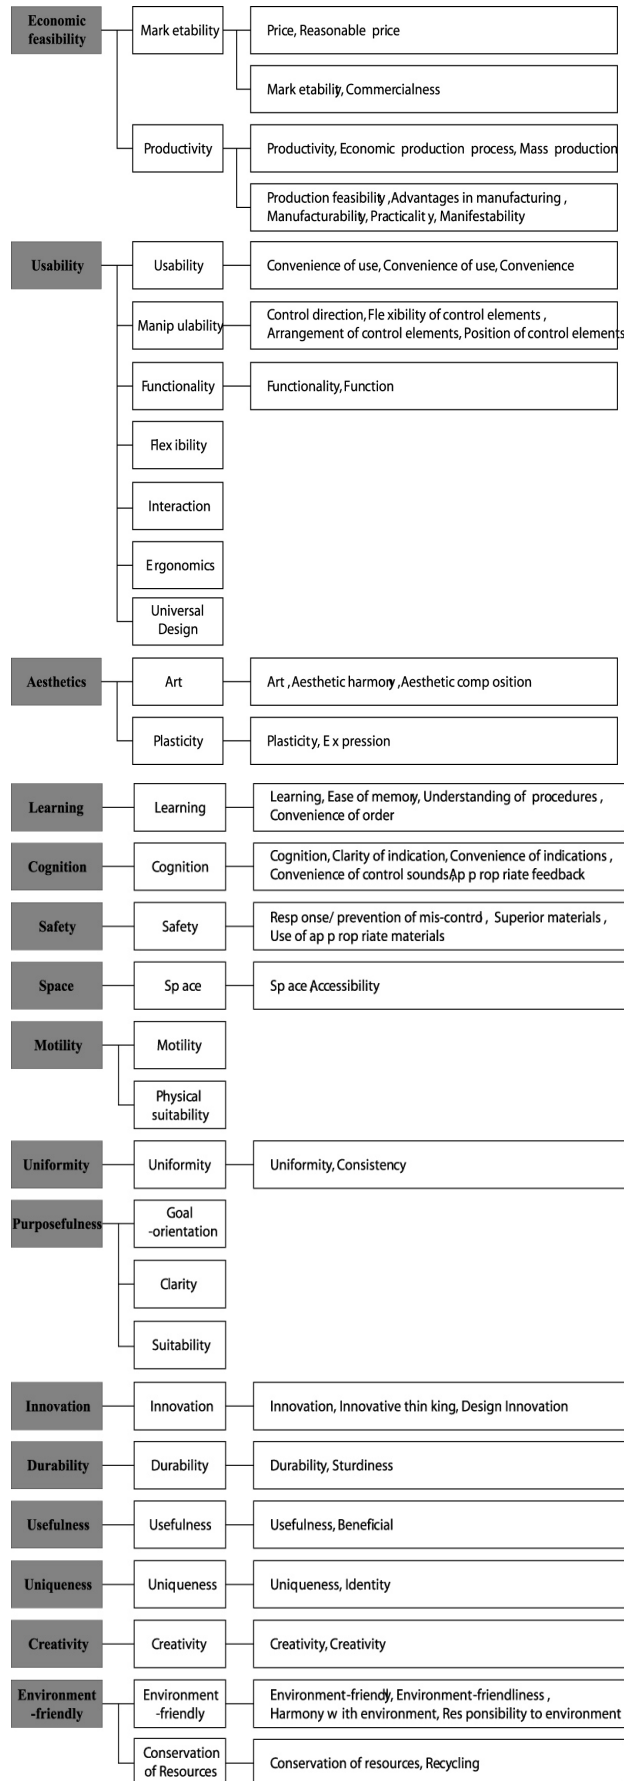 Economic
feasibility
Mark etability
Price, Reasonable price
Mark etability, Commercialness
Productivity
Productivity, Economic production process, Mass production
Production feasibility ,Advantages in manufacturing ,
Manufacturability, Practicalit y, Manifestability
Usability
Usability
Convenience of use, Convenience of use, Convenience
Manip ulability
Control direction, Fle xibility of control elements ,
Arrangement of control elements, Position of control elements
Functionality
Functionality, Function
Flex ibility
Interaction
E rgonomics
Universal
Design
Aesthetics
Art
Art , Aesthetic harmony , Aesthetic comp osition
Plasticity
Plasticity, E x pression
Learning
Learning
Learning, Ease of memory, Understanding of procedures ,
Convenience of order
Cognition
Cognition
Cognition, Clarity of indication, Convenience of indications ,
Convenience of control sounds, Ap p rop riate feedback
Safety
Safety
Resp onse/ prevention of mis-control , Superior materials ,
Use of ap p rop riate materials
Space
Sp ace
Sp ace, Accessibility
Motility
Motility
Physical
suitability
Uniformity
Uniformity
Uniformity, Consistency
Purposefulness
Goal
-orientation
Clarity
Suitability
Innovation
Innovation
Innovation, Innovative thin king, Design Innovation
Durability
Durability
Durability, Sturdiness
Usefulness
Usefulness
Usefulness, Beneficial
Uniqueness
Uniqueness
Uniqueness, Identity
Creativity
Creativity
Creativity, Creativity
Environment
-friendly
Environment
-friendly
Environment-friendly, Environment-friendliness ,
Harmony w ith environment, Res ponsibility to environment
Conservation
of Resources
Conservation of resources, Recycling